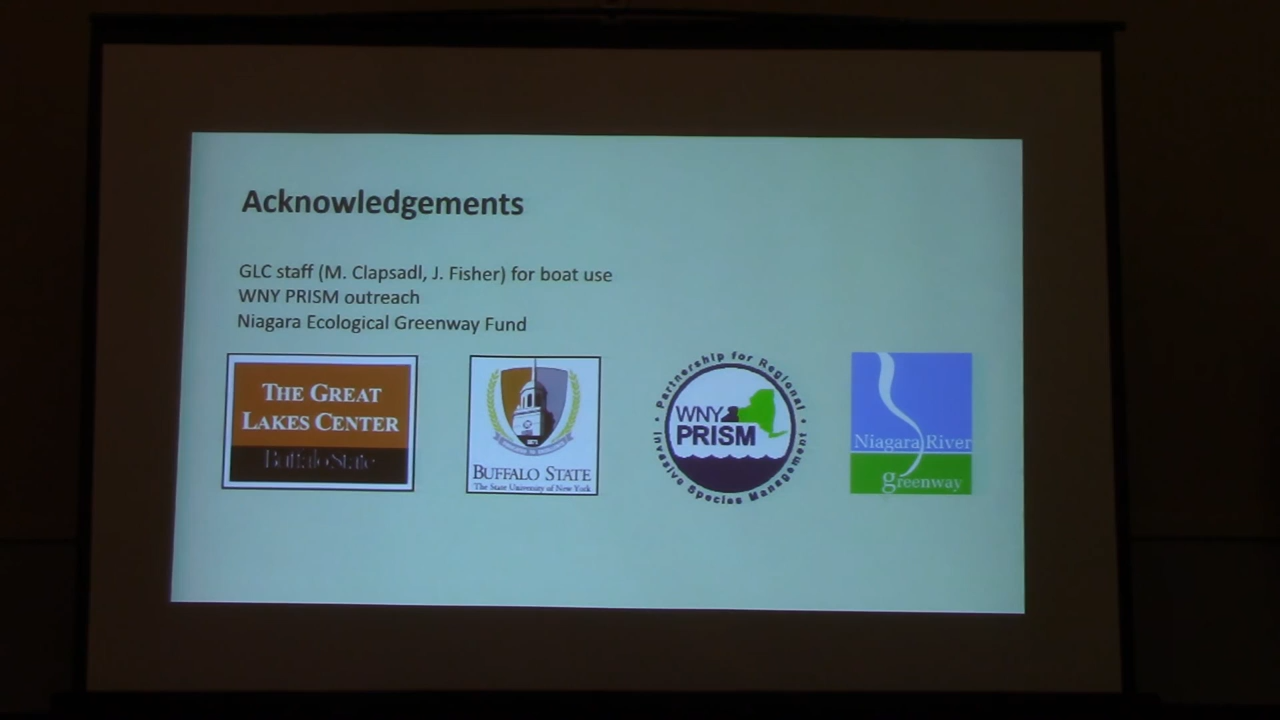 Acknowledgements
GLC staff (M. Clapsadl, J. Fisher) for boat use
WNY PRISM outreach
Niagara Ecological Greenway Fund
THE GREAT
LAKES CENTER
Buffalo State
1871
BUFFALO STATE
The State University of New York
Partnership for Regional
WNY
PRISM
Invasive Species Management
Niagara River
greenway